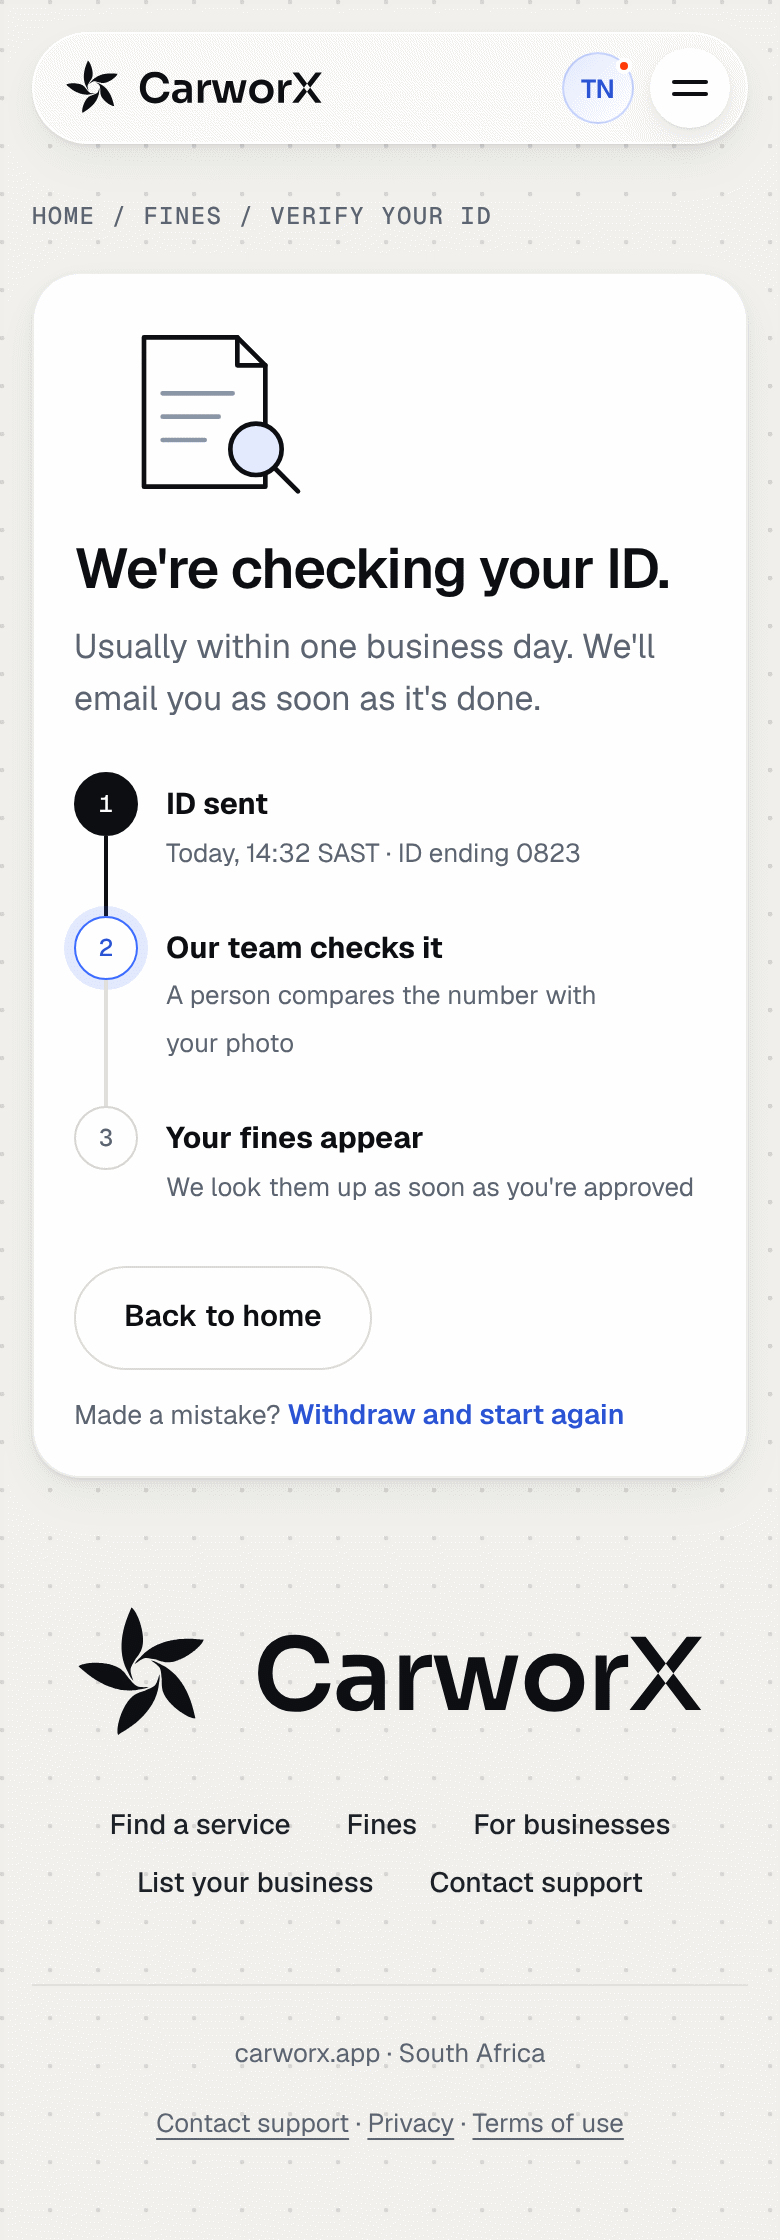 CarworX
TN
HOME / FINES / VERIFY YOUR ID
We're checking your ID.
Usually within one business day. We'll
email you as soon as it's done.
1
ID sent
Today, 14:32 SAST · ID ending 0823
2
Our team checks it
A person compares the number with
your photo
3
Your fines appear
We look them up as soon as you're approved
Back to home
Made a mistake? Withdraw and start again
CarworX
Find a service Fines For businesses
List your business Contact support
carworx.app · South Africa
Contact support · Privacy · Terms of use